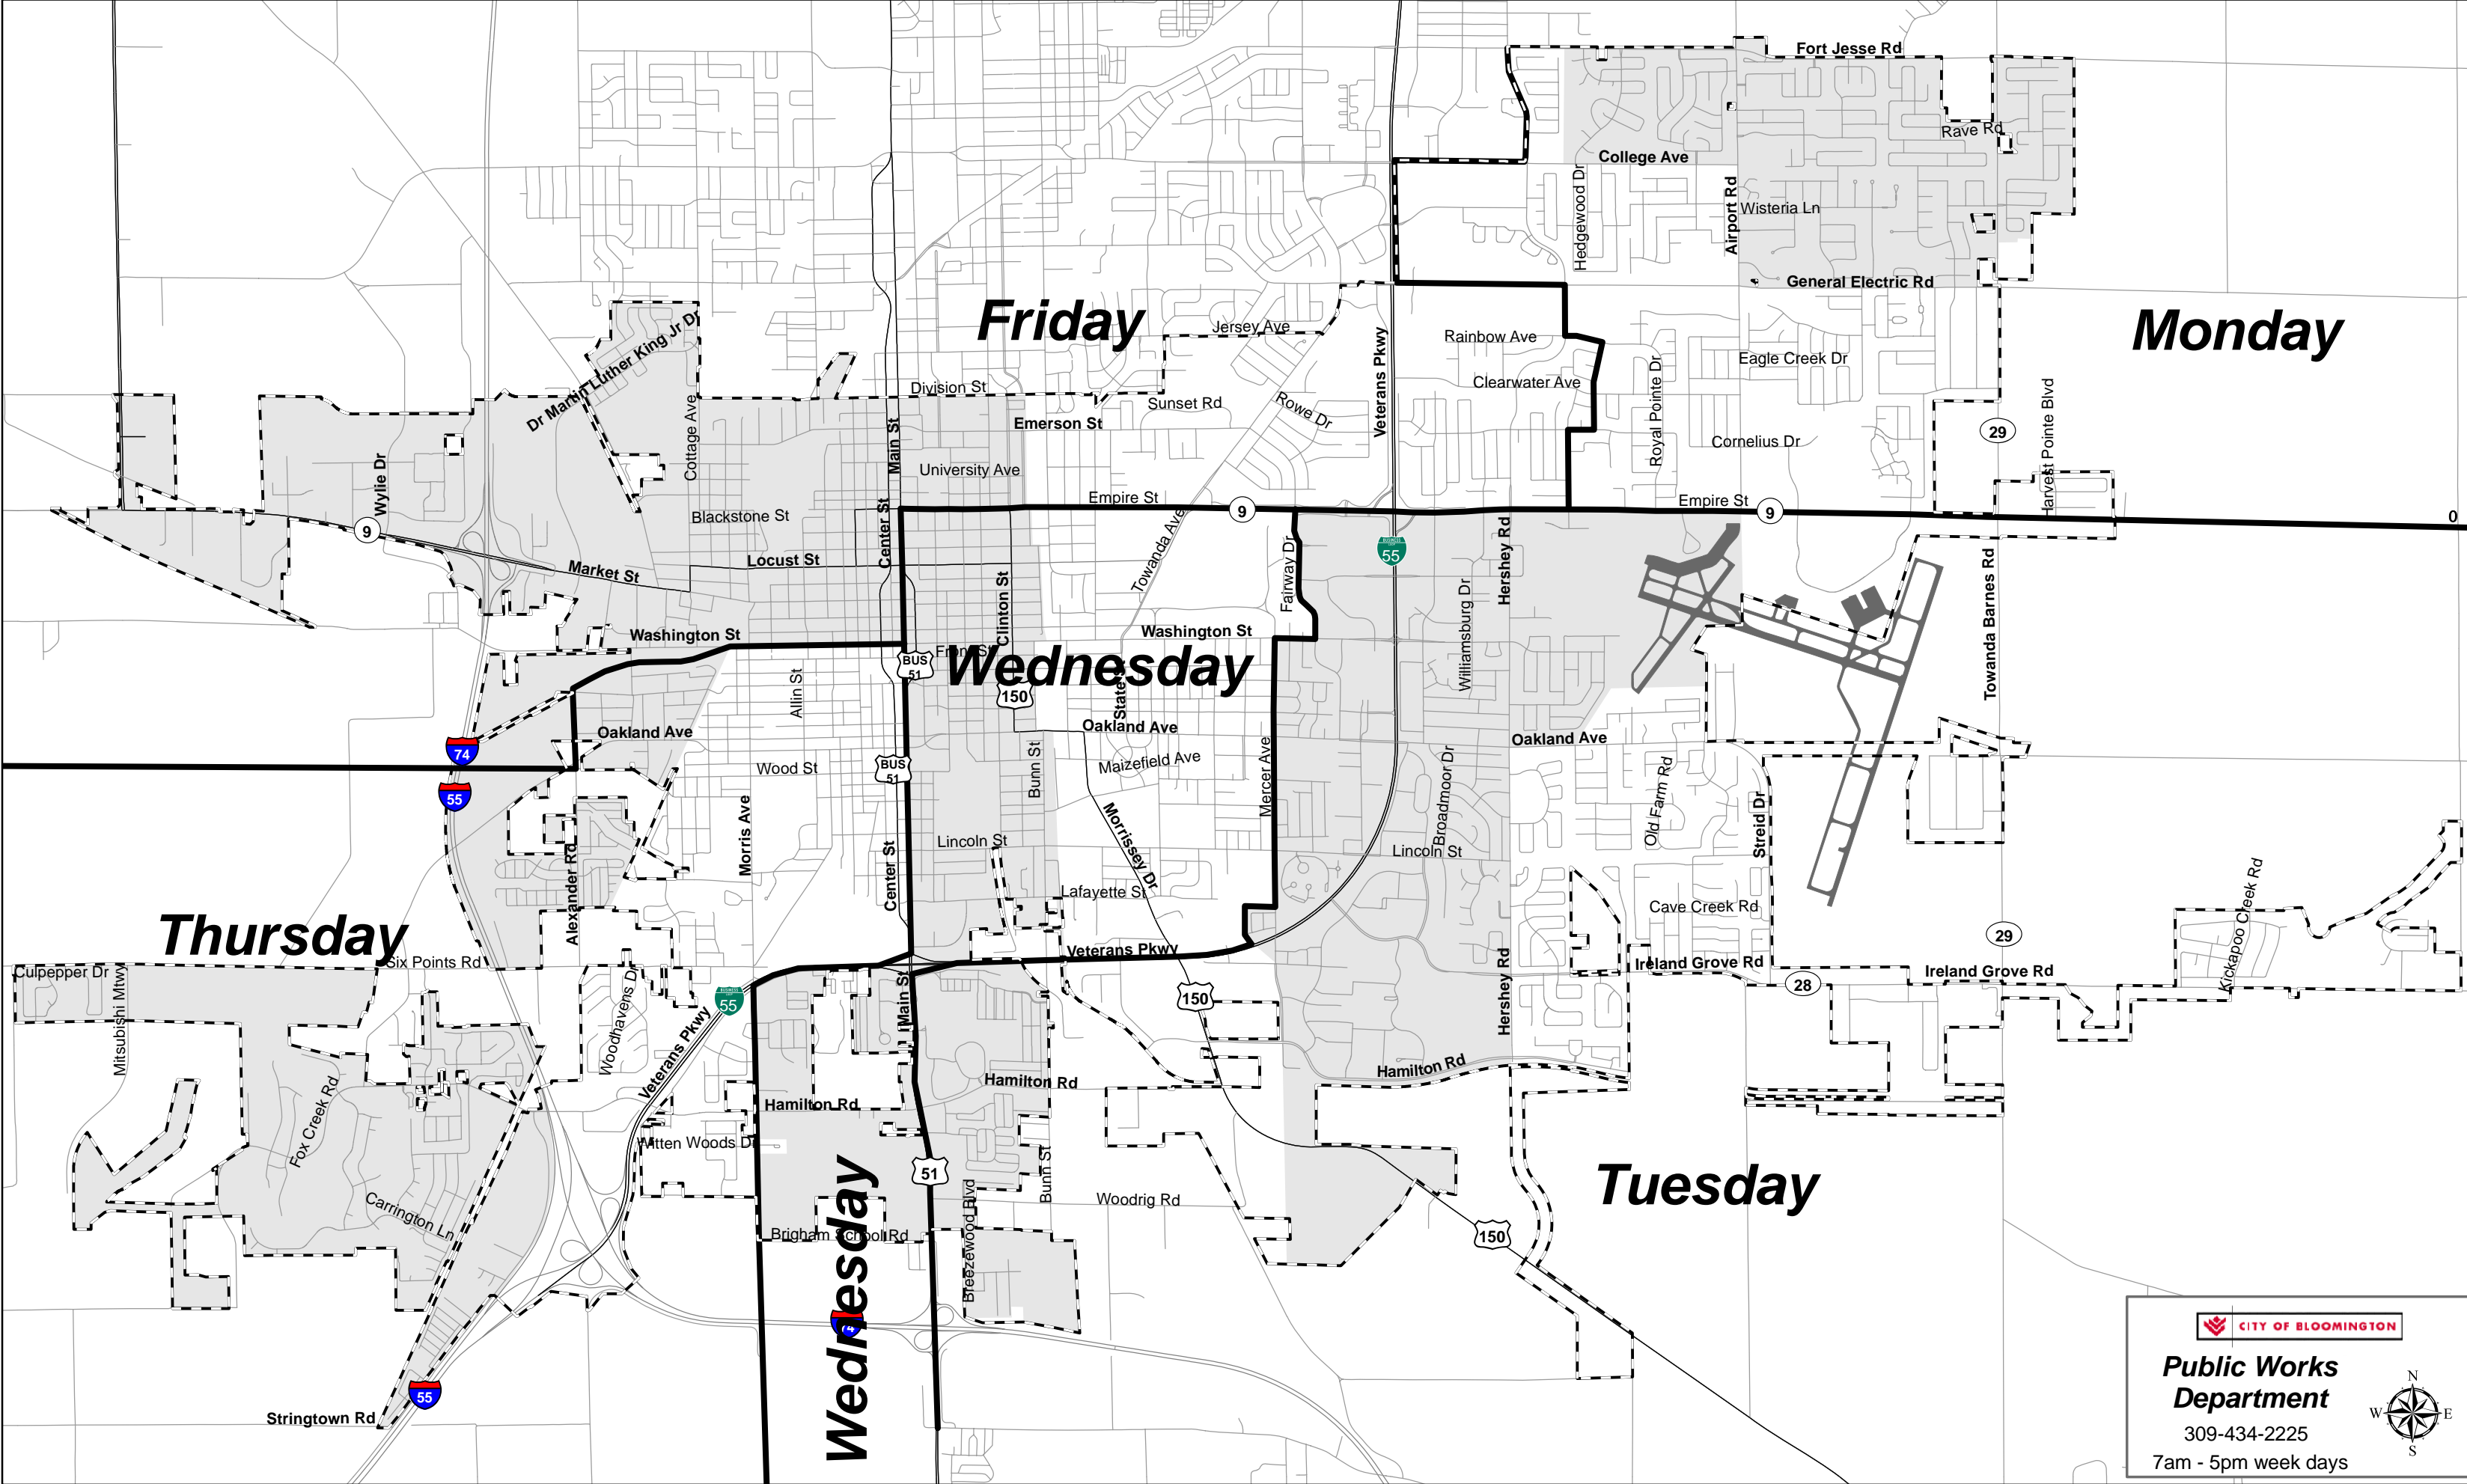 Fort Jesse Rd
Rave Rd
College Ave
Hedgewood Dr
Airport Rd
Wisteria Ln
General Electric Rd
Friday
Monday
Jersey Ave
Dr Martin Luther King Jr Dr
Veterans Pkwy
Rainbow Ave
Royal Pointe Dr
Eagle Creek Dr
Division St
Clearwater Ave
Sunset Rd
Rowe Dr
Harvest Pointe Blvd
Cottage Ave
Main St
Emerson St
29
Cornelius Dr
University Ave
Wylie Dr
Empire St
9
Empire St
9
0
Blackstone St
Center St
9
Towanda Ave
Hershey Rd
55
Locust St
Market St
Fairway Dr
Clinton St
Williamsburg Dr
Towanda Barnes Rd
Washington St
Washington St
Front St
BUS
51
Wednesday
State St
150
Allin St
Oakland Ave
Oakland Ave
Oakland Ave
74
55
Wood St
BUS
51
Bunn St
Maizefield Ave
Mercer Ave
Broadmoor Dr
Old Farm Rd
Streid Dr
Morris Ave
Morrissey Dr
Lincoln St
Lincoln St
Alexander Rd
Center St
Lafayette St
Cave Creek Rd
Kickapoo Creek Rd
Thursday
29
Veterans Pkwy
Culpepper Dr
Six Points Rd
Ireland Grove Rd
Ireland Grove Rd
28
Mitsubishi Mtwy
Woodhavens Dr
55
Main St
150
Hershey Rd
Veterans Pkwy
Hamilton Rd
Hamilton Rd
Hamilton Rd
Fox Creek Rd
Witten Woods Dr
51
Bunn St
Tuesday
Woodrig Rd
Carrington Ln
Brigham School Rd
Breezewood Blvd
150
Wednesday
74
55
Stringtown Rd
CITY OF BLOOMINGTON
Public Works
Department
309-434-2225
7am - 5pm week days
N
W
E
S